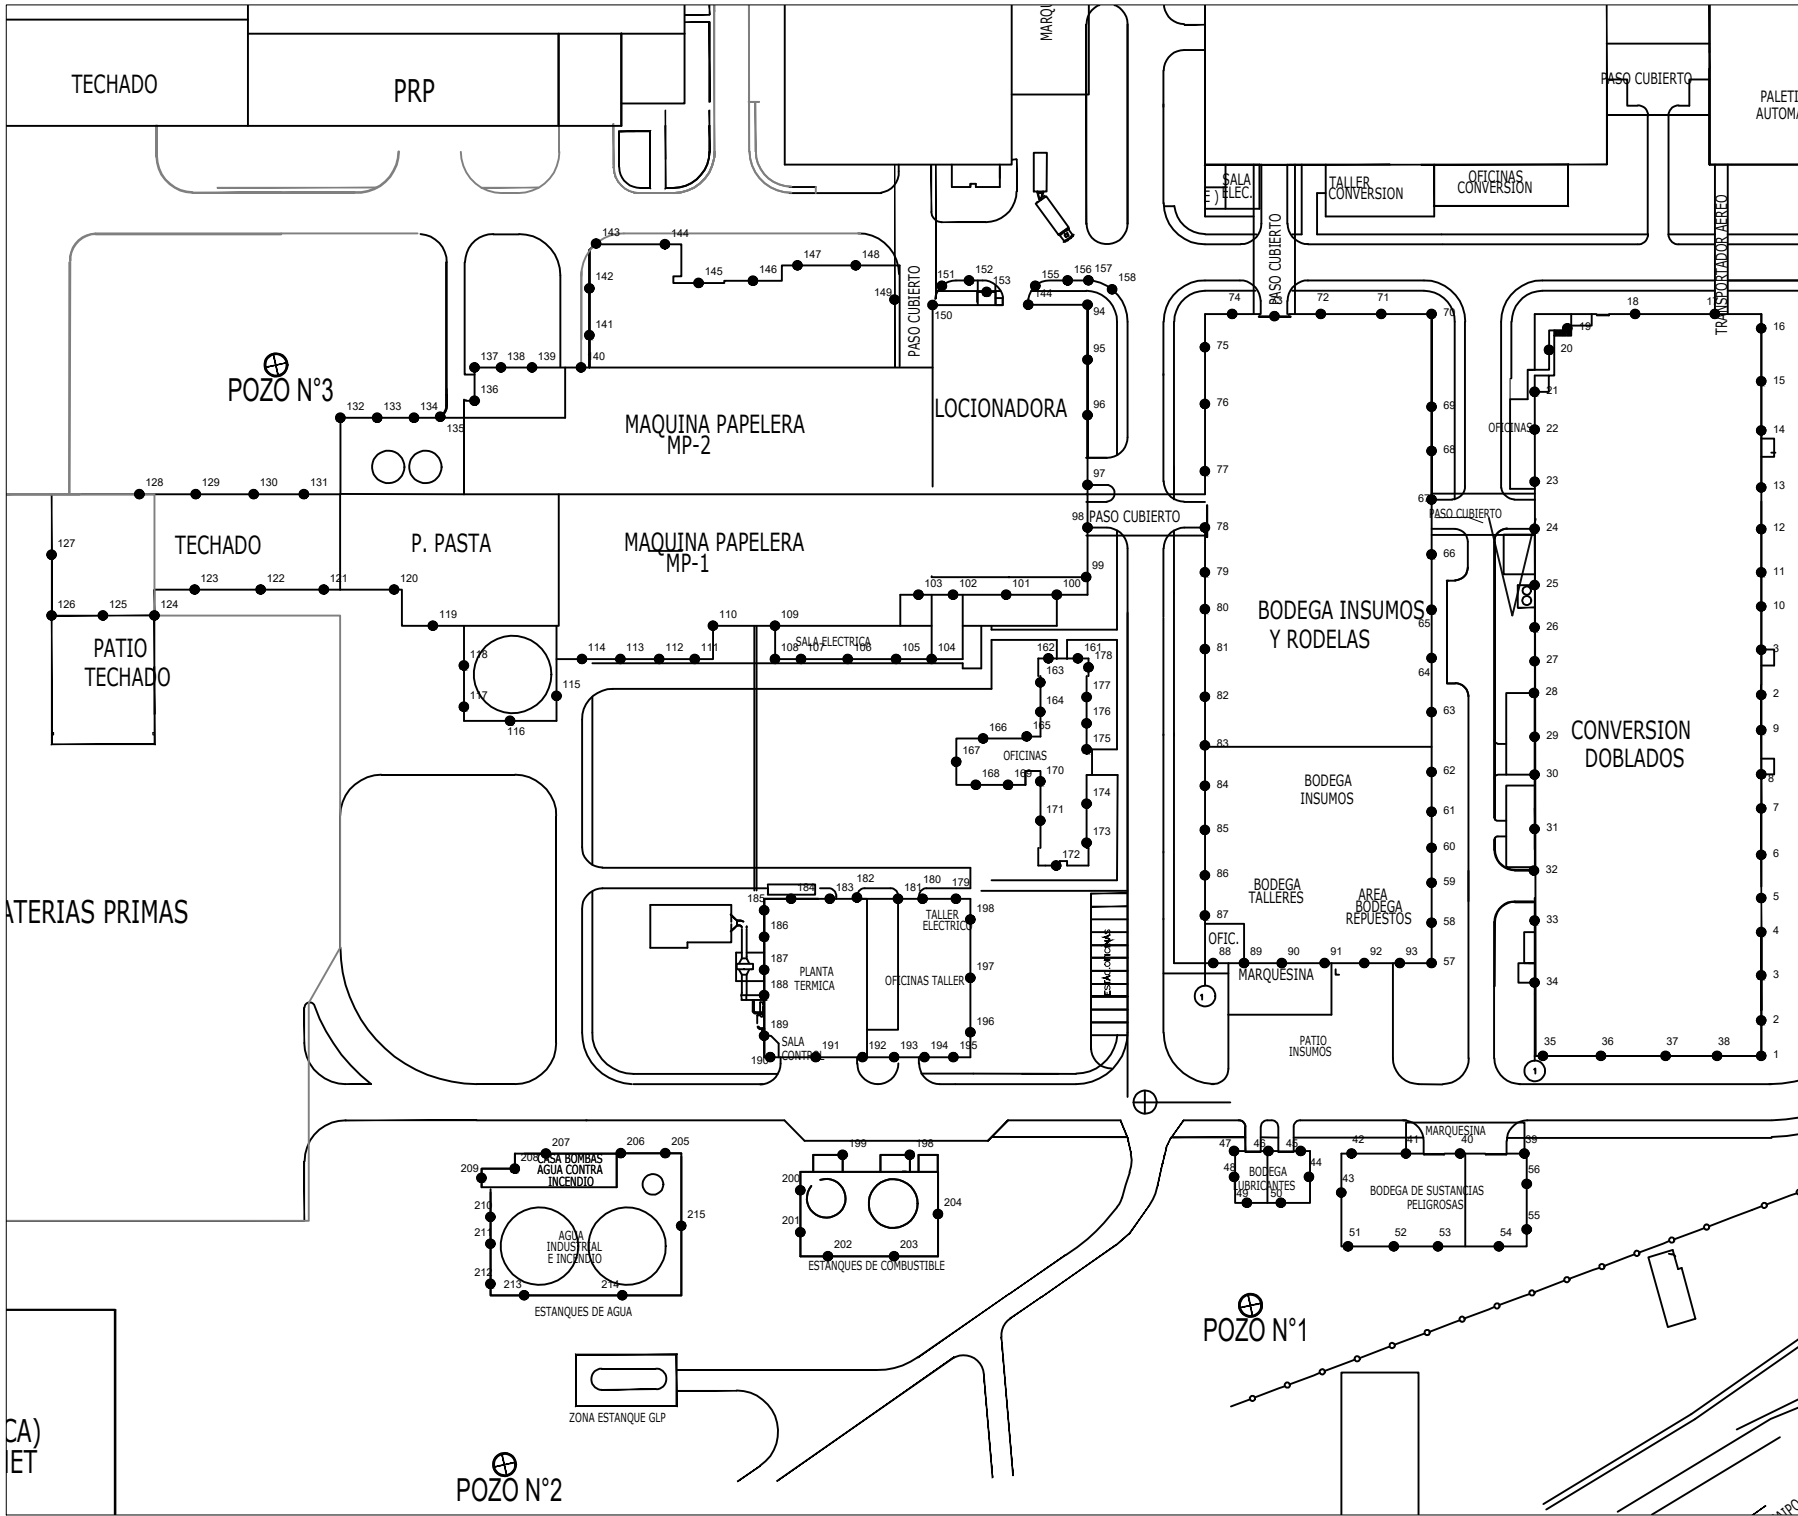 MARQU
TECHADO
PRP
PASO CUBIERTO
PALETI
AUTOMA
SALA
ELEC.
E )
TALLER
CONVERSION
OFICINAS
CONVERSION
PASO CUBIERTO
TRANSPORTADOR AEREO
143
144
142
145
146
147
148
149
141
PASO CUBIERTO
151
152
153
150
144
155
156
157
158
94
95
96
97
98
99
74
72
71
70
75
76
77
78
79
80
81
82
83
84
85
86
87
18
17
19
20
21
16
15
14
13
12
11
10
3
2
9
8
7
6
5
4
3
2
1
POZO N°3
137
138
139
40
136
132
133
134
135
MAQUINA PAPELERA
MP-2
LOCIONADORA
69
68
67
66
65
64
63
62
61
60
59
58
57
OFICINAS
22
23
24
25
26
27
28
29
30
31
32
33
34
PASO CUBIERTO
PASO CUBIERTO
128
129
130
131
127
TECHADO
P. PASTA
MAQUINA PAPELERA
MP-1
123
122
121
120
126
125
124
119
PATIO
TECHADO
118
117
116
115
114
113
112
111
110
109
SALA ELECTRICA
108
107
106
105
104
103
102
101
100
BODEGA INSUMOS
Y RODELAS
162
161
178
163
164
165
177
176
175
166
167
168
169
170
OFICINAS
171
172
173
174
CONVERSION
DOBLADOS
BODEGA
INSUMOS
BODEGA
TALLERES
AREA
BODEGA
REPUESTOS
OFIC.
88
89
90
91
92
93
MARQUESINA
L
1
PATIO
INSUMOS
ATERIAS PRIMAS
184
183
182
181
180
179
185
186
187
188
189
190
TALLER
ELECTRICO
198
197
196
PLANTA
TERMICA
OFICINAS TALLER
SALA
CONTROL
191
192
193
194
195
ESTAC.OFICINAS
35
36
37
38
1
207
206
205
208
209
CASA BOMBAS
AGUA CONTRA
INCENDIO
210
211
212
213
214
215
AGUA
INDUSTRIAL
E INCENDIO
ESTANQUES DE AGUA
199
198
200
201
202
203
204
ESTANQUES DE COMBUSTIBLE
47
46
45
48
44
49
50
BODEGA
LUBRICANTES
MARQUESINA
42
41
40
39
43
56
55
BODEGA DE SUSTANCIAS
PELIGROSAS
51
52
53
54
POZO N°1
ZONA ESTANQUE GLP
CA)
POZO N°2